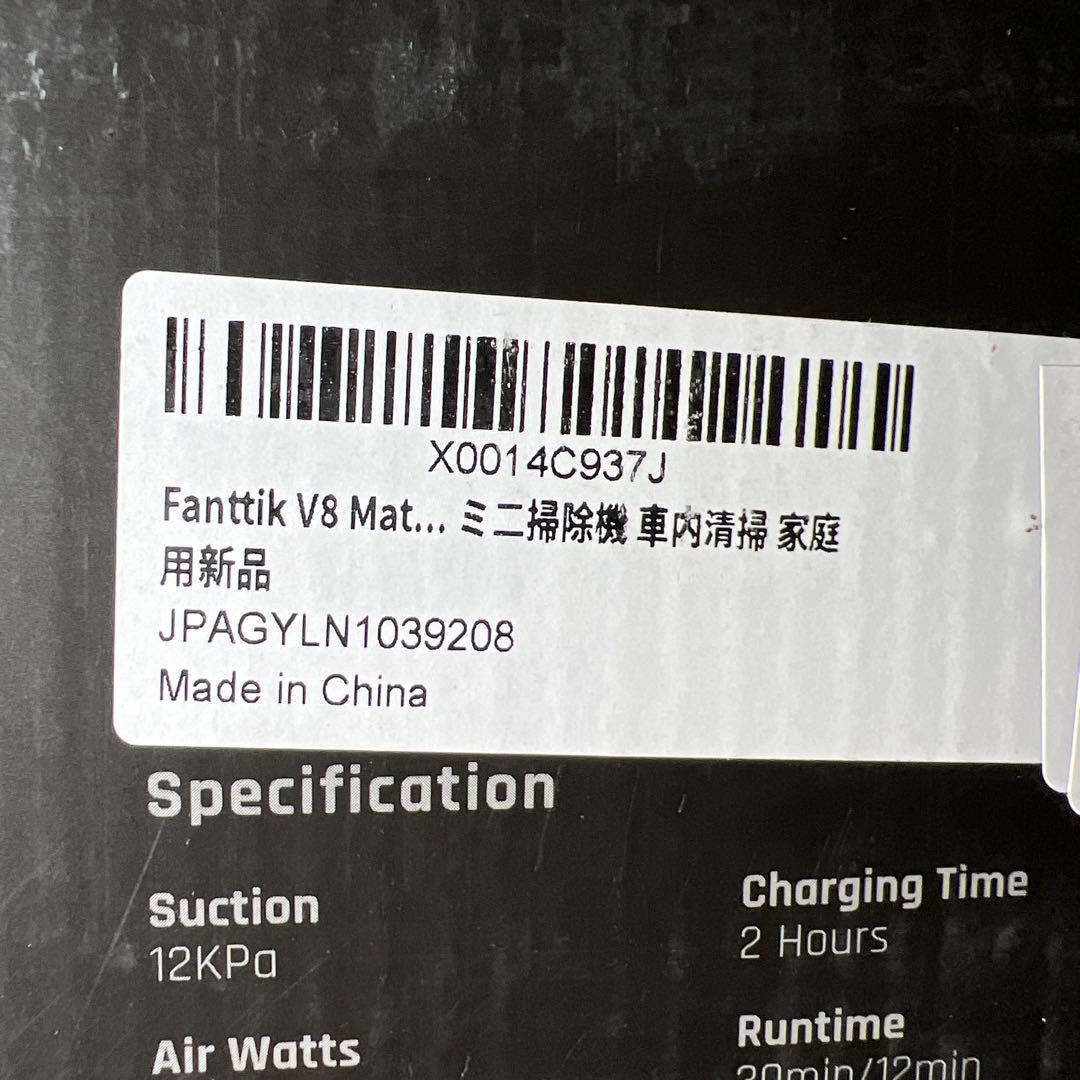 X0014C937J
Fanttik V8 Mat... ミニ掃除機 車内清掃 家庭
用新品
JPAGYLN1039208
Made in China
Specification
Suction
12KPa
Charging Time
2 Hours
Air Watts
Runtime
/12min